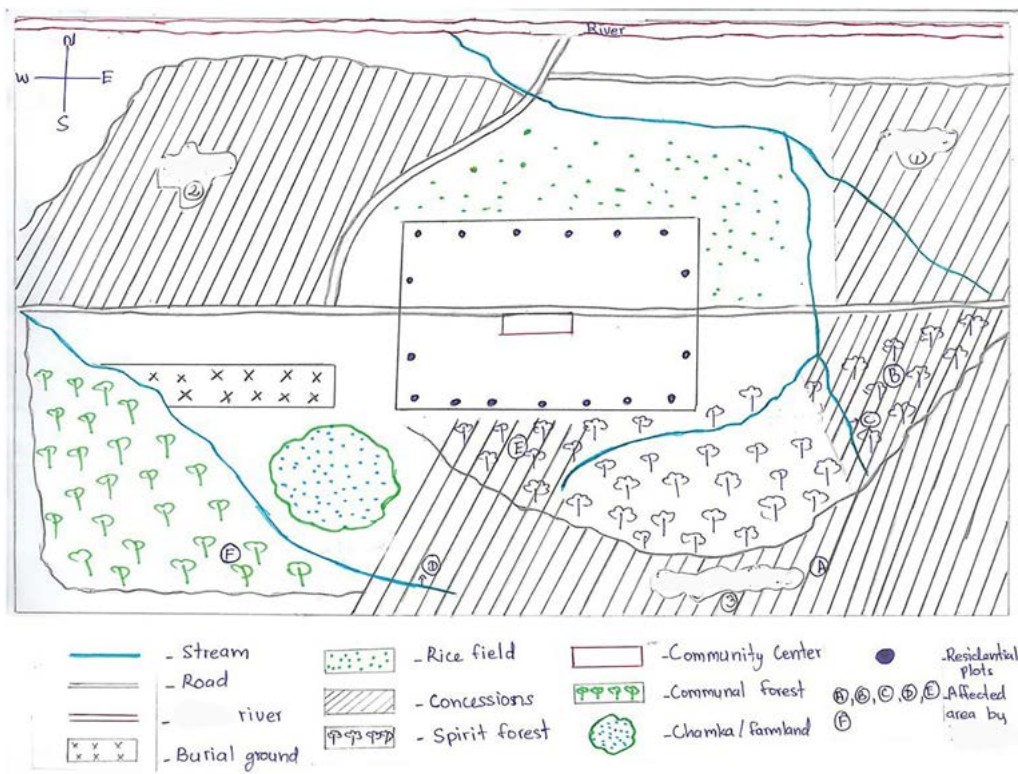 River
N
W E
S
①
②
Ⓑ
Ⓒ
Ⓔ
Ⓕ
Ⓓ
Ⓐ
③
- Stream
- Road
- river
- Burial ground
- Rice field
- Concessions
- Spirit forest
- Community Center
- Communal forest
- Chamka/farmland
- Residential plots
Ⓐ, Ⓑ, Ⓒ, Ⓓ, Ⓔ - Affected
Ⓕ area by